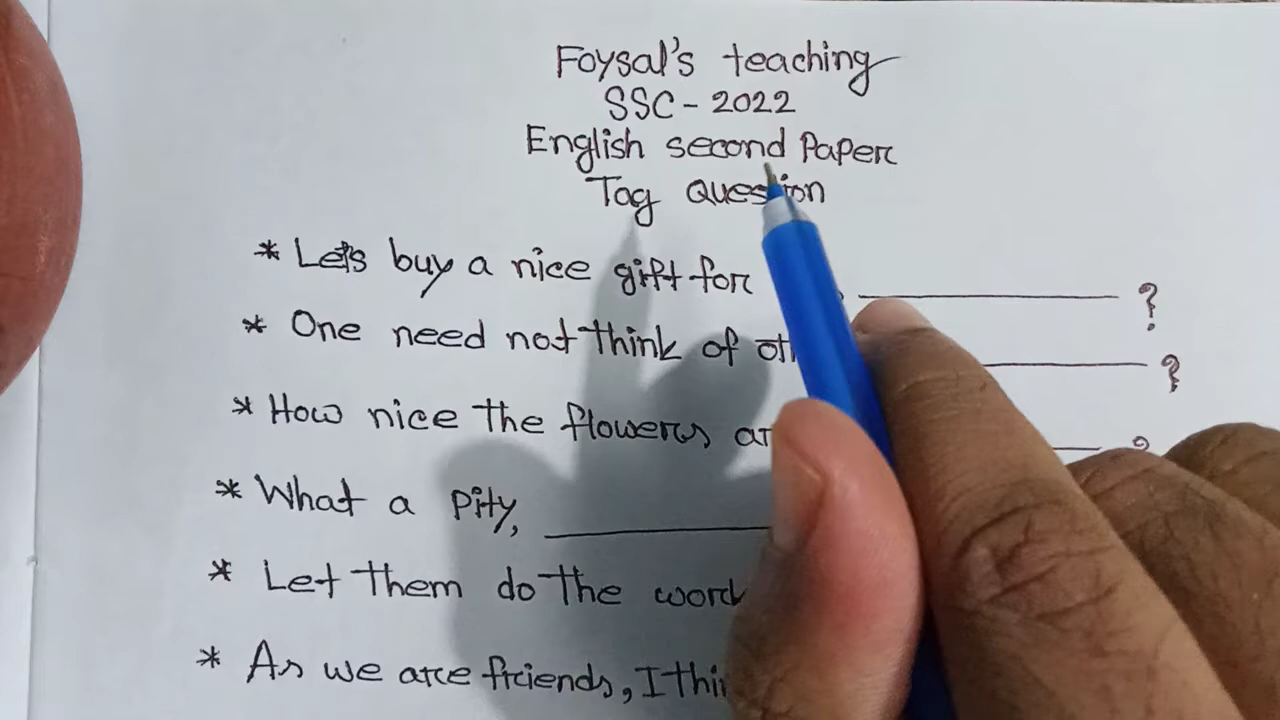 Foysal's teaching
SSC - 2022
English second Paper
Tag question
* Let's buy a nice gift for , ?
* One need not think of ?
* How nice the flowers ?
* What a Pity,
* Let them do the
* As we are friends, I